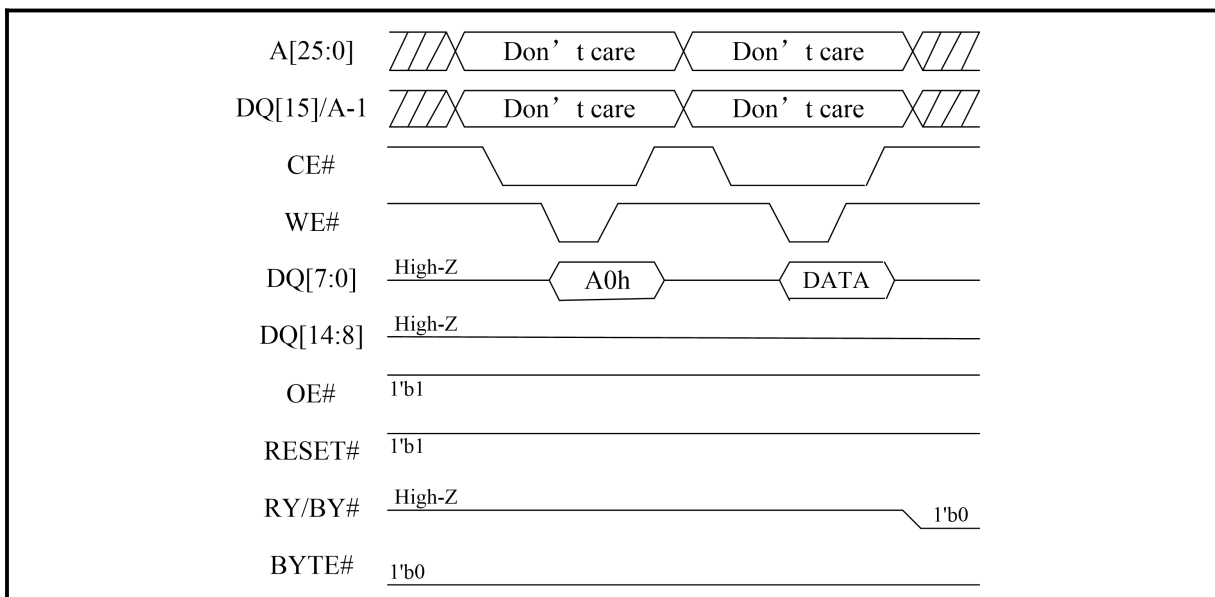 A[25:0] Don’t care Don’t care
DQ[15]/A-1 Don’t care Don’t care
CE#
WE#
DQ[7:0] High-Z A0h DATA
DQ[14:8] High-Z
OE# 1'b1
RESET# 1'b1
RY/BY# High-Z 1'b0
BYTE# 1'b0